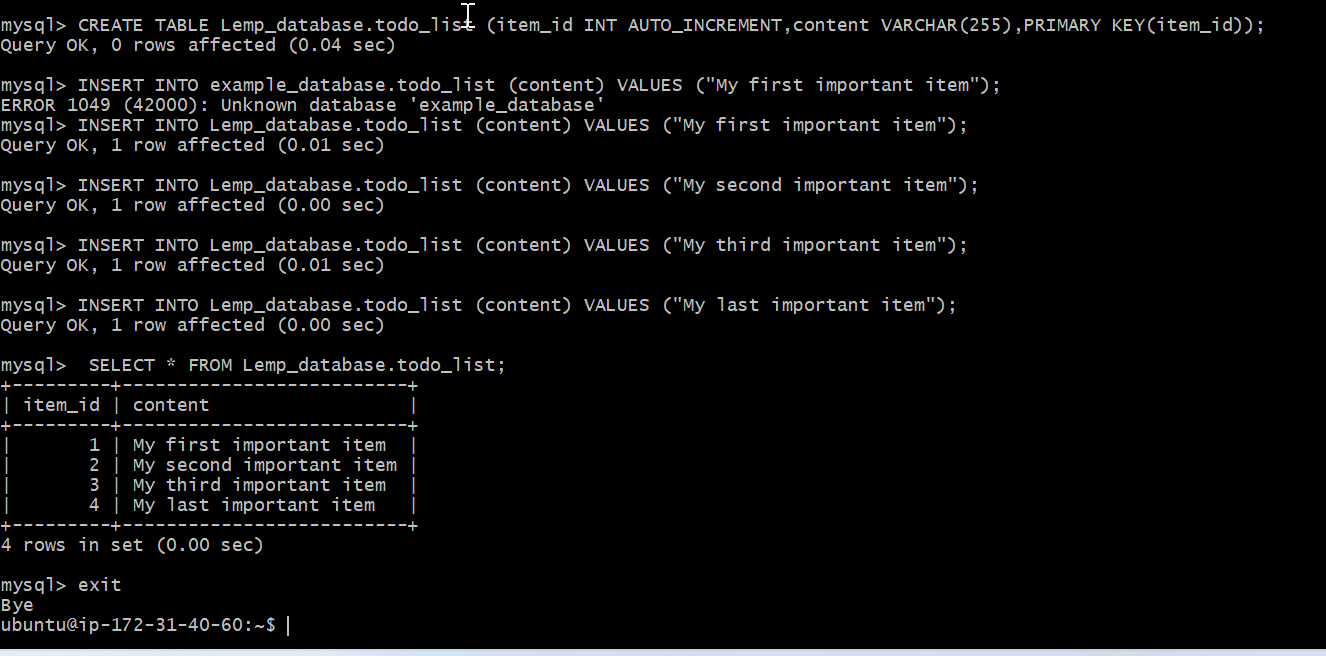 mysql> CREATE TABLE Lemp_database.todo_list (item_id INT AUTO_INCREMENT,content VARCHAR(255),PRIMARY KEY(item_id));
Query OK, 0 rows affected (0.04 sec)
mysql> INSERT INTO example_database.todo_list (content) VALUES ("My first important item");
ERROR 1049 (42000): Unknown database 'example_database'
mysql> INSERT INTO Lemp_database.todo_list (content) VALUES ("My first important item");
Query OK, 1 row affected (0.01 sec)
mysql> INSERT INTO Lemp_database.todo_list (content) VALUES ("My second important item");
Query OK, 1 row affected (0.00 sec)
mysql> INSERT INTO Lemp_database.todo_list (content) VALUES ("My third important item");
Query OK, 1 row affected (0.01 sec)
mysql> INSERT INTO Lemp_database.todo_list (content) VALUES ("My last important item");
Query OK, 1 row affected (0.00 sec)
mysql>  SELECT * FROM Lemp_database.todo_list;
+---------+--------------------------+
| item_id | content                  |
+---------+--------------------------+
|       1 | My first important item  |
|       2 | My second important item |
|       3 | My third important item  |
|       4 | My last important item   |
+---------+--------------------------+
4 rows in set (0.00 sec)
mysql> exit
Bye
ubuntu@ip-172-31-40-60:~$